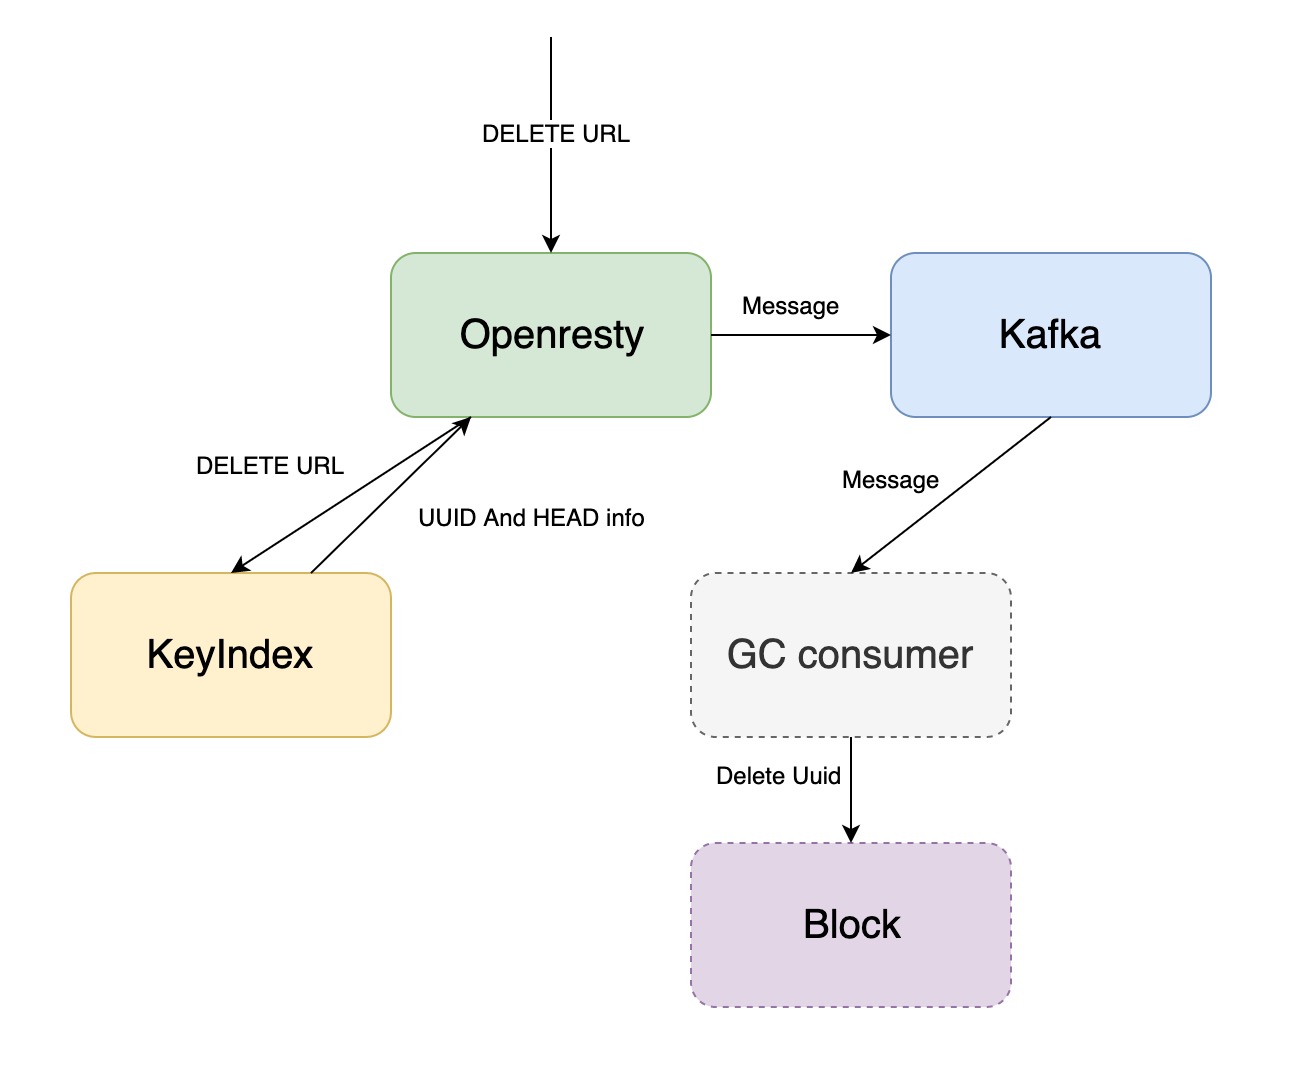 DELETE URL
Openresty
Message
Kafka
DELETE URL
Message
UUID And HEAD info
KeyIndex
GC consumer
Delete Uuid
Block